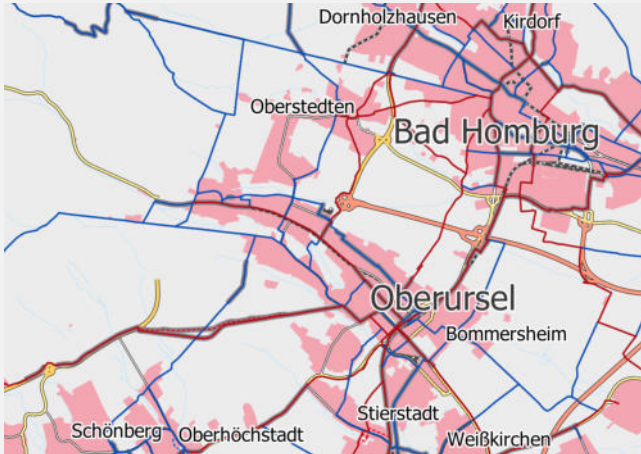 Dornholzhausen
Kirdorf
Oberstedten
Bad Homburg
Oberursel
Bommersheim
Stierstadt
Schönberg
Oberhöchstadt
Weißkirchen